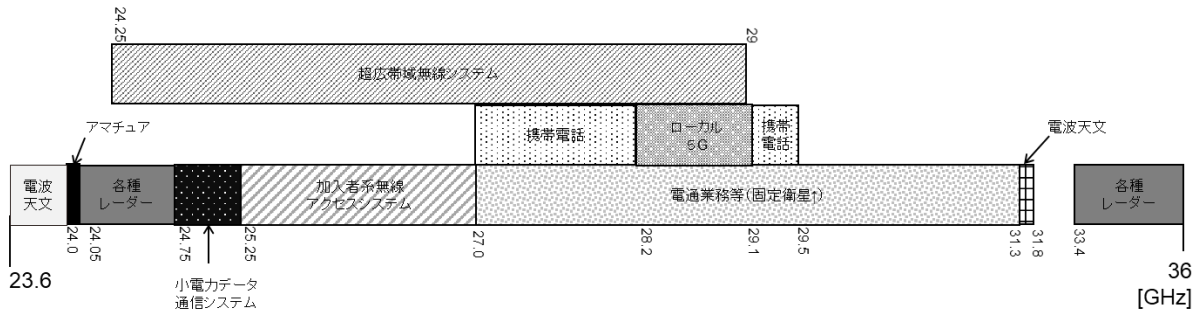 24.25
29
超広帯域無線システム
アマチュア
携帯電話
ローカル
5G
携帯
電話
電波天文
電波
天文
各種
レーダー
加入者系無線
アクセスシステム
電通業務等(固定衛星↑)
各種
レーダー
24.0
24.05
24.75
25.25
27.0
28.2
29.1
29.5
31.3
31.8
33.4
23.6
36
[GHz]
小電力データ
通信システム